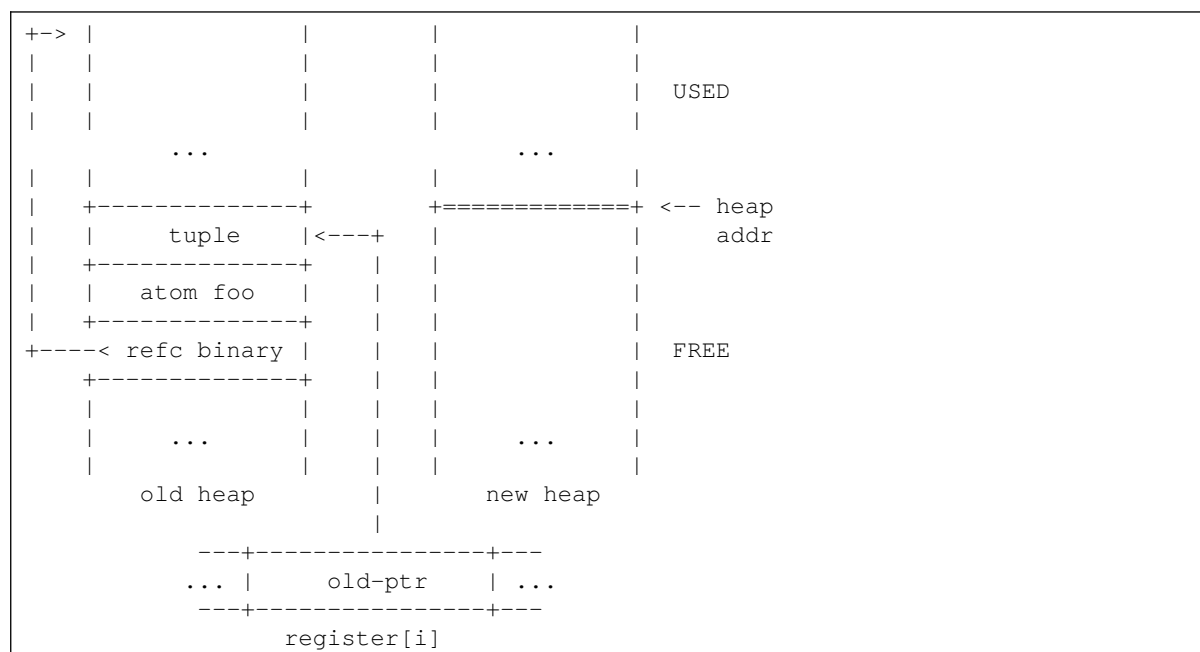 +-> |               |         |             |
|   |               |         |             |
|   |               |         |             |  USED
|   |               |         |             |
          ...                       ...
|   |               |         |             |
|   +--------------+         +=============+ <-- heap
|   |     tuple    |<---+    |             |     addr
|   +--------------+    |    |             |
|   |   atom foo   |    |    |             |
|   +--------------+    |    |             |
+----< refc binary |    |    |             |  FREE
    +--------------+    |    |             |
    |              |    |    |             |
    |     ...      |    |    |     ...     |
    |              |    |    |             |
        old heap        |        new heap
                        |
            ---+----------------+---
           ... |     old-ptr    | ...
            ---+----------------+---
                  register[i]